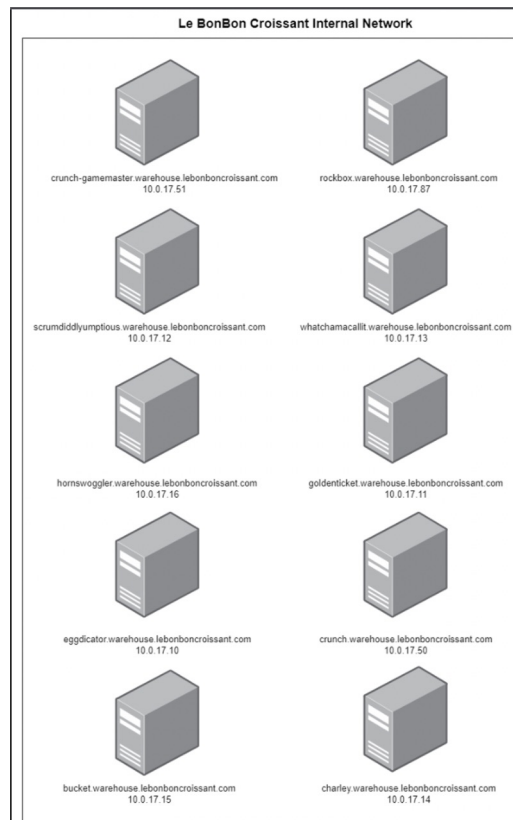 Le BonBon Croissant Internal Network
crunch-gamemaster.warehouse.lebonboncroissant.com
10.0.17.51
rockbox.warehouse.lebonboncroissant.com
10.0.17.87
scrumdiddlyumptious.warehouse.lebonboncroissant.com
10.0.17.12
whatchamacallit.warehouse.lebonboncroissant.com
10.0.17.13
hornswoggler.warehouse.lebonboncroissant.com
10.0.17.16
goldenticket.warehouse.lebonboncroissant.com
10.0.17.11
eggdicator.warehouse.lebonboncroissant.com
10.0.17.10
crunch.warehouse.lebonboncroissant.com
10.0.17.50
bucket.warehouse.lebonboncroissant.com
10.0.17.15
charley.warehouse.lebonboncroissant.com
10.0.17.14